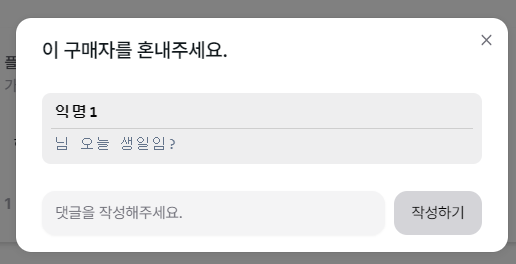 이 구매자를 혼내주세요.
익명1
님 오늘 생일임?
댓글을 작성해주세요.
작성하기
1